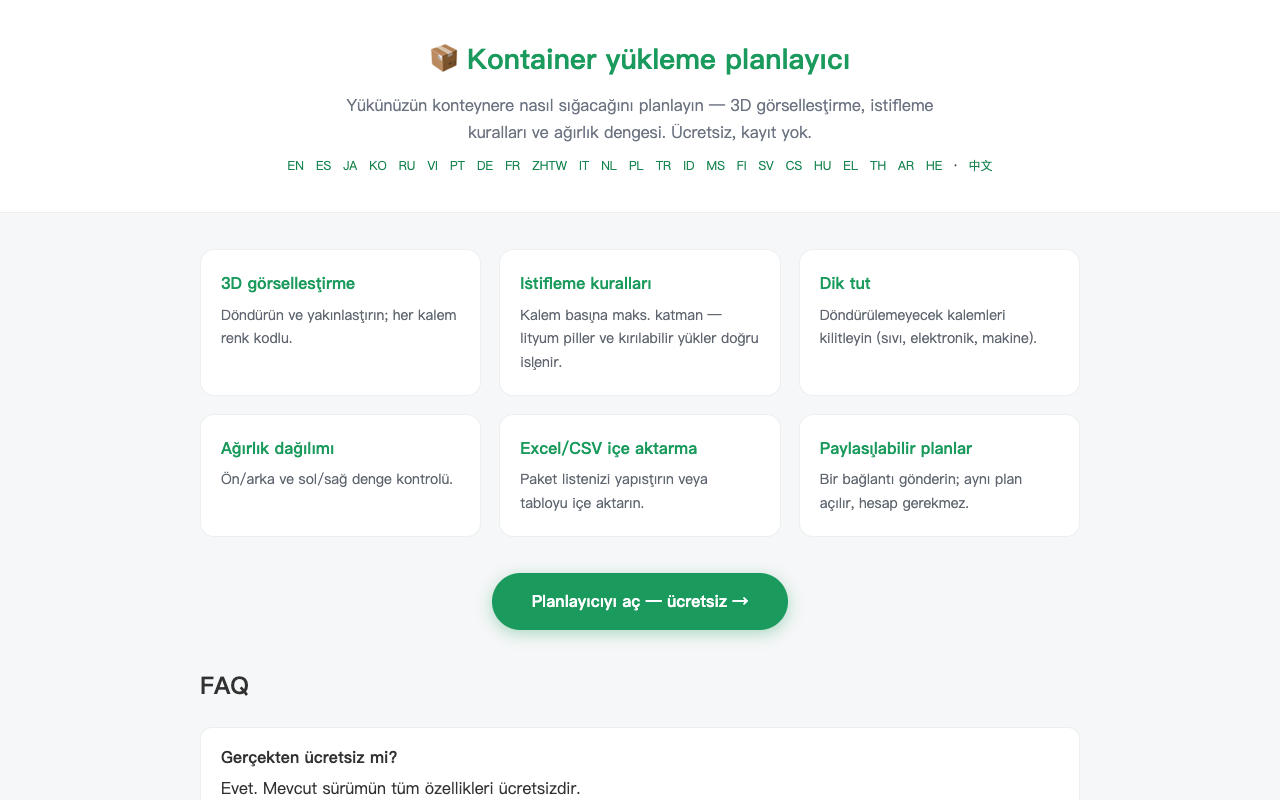 📦 Kontainer yükleme planlayıcı
Yükünüzün konteynere nasıl sığacağını planlayın — 3D görselleştirme, istifleme
kuralları ve ağırlık dengesi. Ücretsiz, kayıt yok.
EN ES JA KO RU VI PT DE FR ZHTW IT NL PL TR ID MS FI SV CS HU EL TH AR HE · 中文
3D görselleştirme
Döndürün ve yakınlaştırın; her kalem
renk kodlu.
İstifleme kuralları
Kalem başına maks. katman —
lityum piller ve kırılabilir yükler doğru
işlenir.
Dik tut
Döndürülemeyecek kalemleri
kilitleyin (sıvı, elektronik, makine).
Ağırlık dağılımı
Ön/arka ve sol/sağ denge kontrolü.
Excel/CSV içe aktarma
Paket listenizi yapıştırın veya
tabloyu içe aktarın.
Paylaşılabilir planlar
Bir bağlantı gönderin; aynı plan
açılır, hesap gerekmez.
Planlayıcıyı aç — ücretsiz →
FAQ
Gerçekten ücretsiz mi?
Evet. Mevcut sürümün tüm özellikleri ücretsizdir.